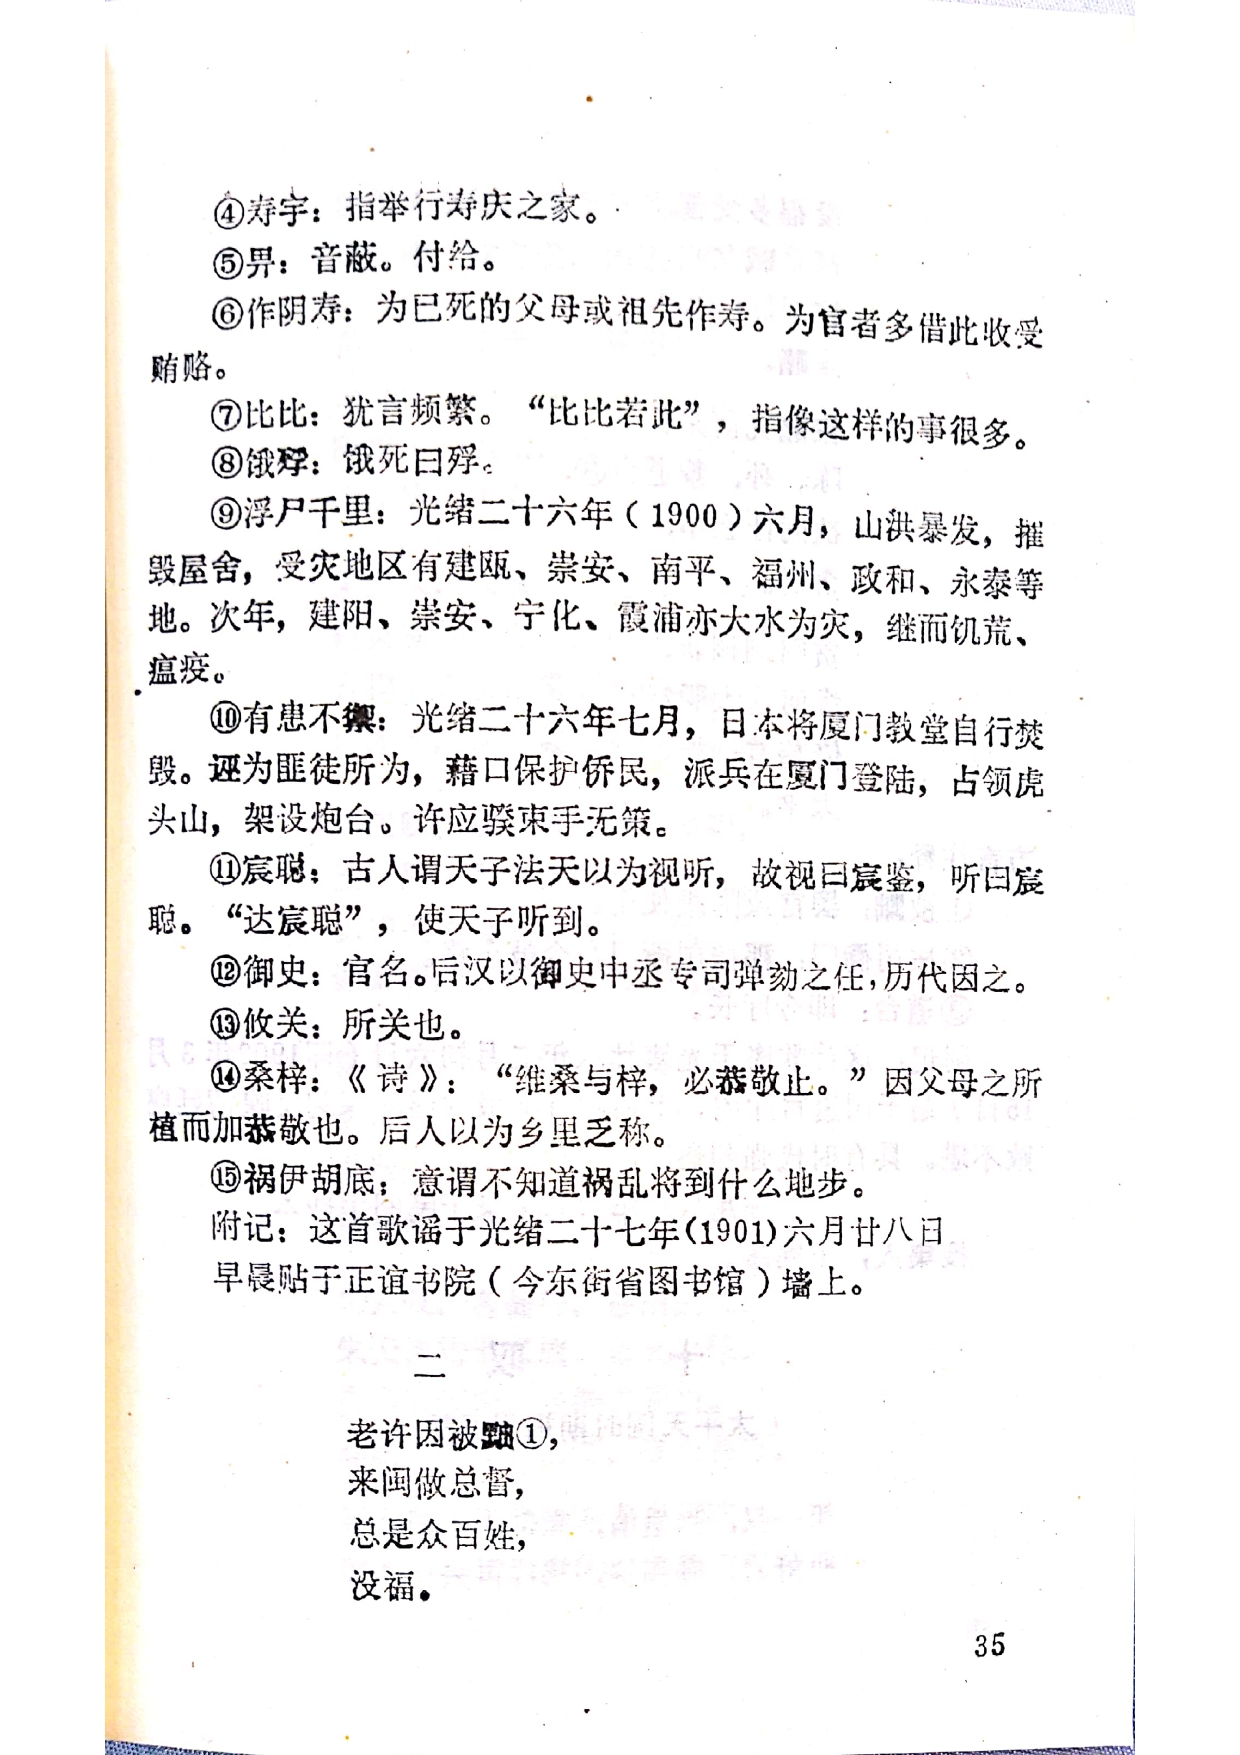 ④寿宇：指举行寿庆之家。
⑤畀：音蔽。付给。
⑥作阴寿：为已死的父母或祖先作寿。为官者多借此收受
贿赂。
⑦比比：犹言频繁。“比比若此”，指像这样的事很多。
⑧饿殍：饿死曰殍。
⑨浮尸千里：光绪二十六年（1900）六月，山洪暴发，摧
毁屋舍，受灾地区有建瓯、崇安、南平、福州、政和、永泰等
地。次年，建阳、崇安、宁化、霞浦亦大水为灾，继而饥荒、
瘟疫。
⑩有患不禦：光绪二十六年七月，日本将厦门教堂自行焚
毁。诬为匪徒所为，藉口保护侨民，派兵在厦门登陆，占领虎
头山，架设炮台。许应骙束手无策。
⑪宸聪：古人谓天子法天以为视听，故视曰宸鉴，听曰宸
聪。“达宸聪”，使天子听到。
⑫御史：官名。后汉以御史中丞专司弹劾之任，历代因之。
⑬攸关：所关也。
⑭桑梓：《诗》：“维桑与梓，必恭敬止。”因父母之所
植而加恭敬也。后人以为乡里乏称。
⑮祸伊胡底：意谓不知道祸乱将到什么地步。
附记：这首歌谣于光绪二十七年（1901）六月廿八日
早晨贴于正谊书院（今东街省图书馆）墙上。
二
老许因被黜①，
来闽做总督，
总是众百姓，
没福。
35